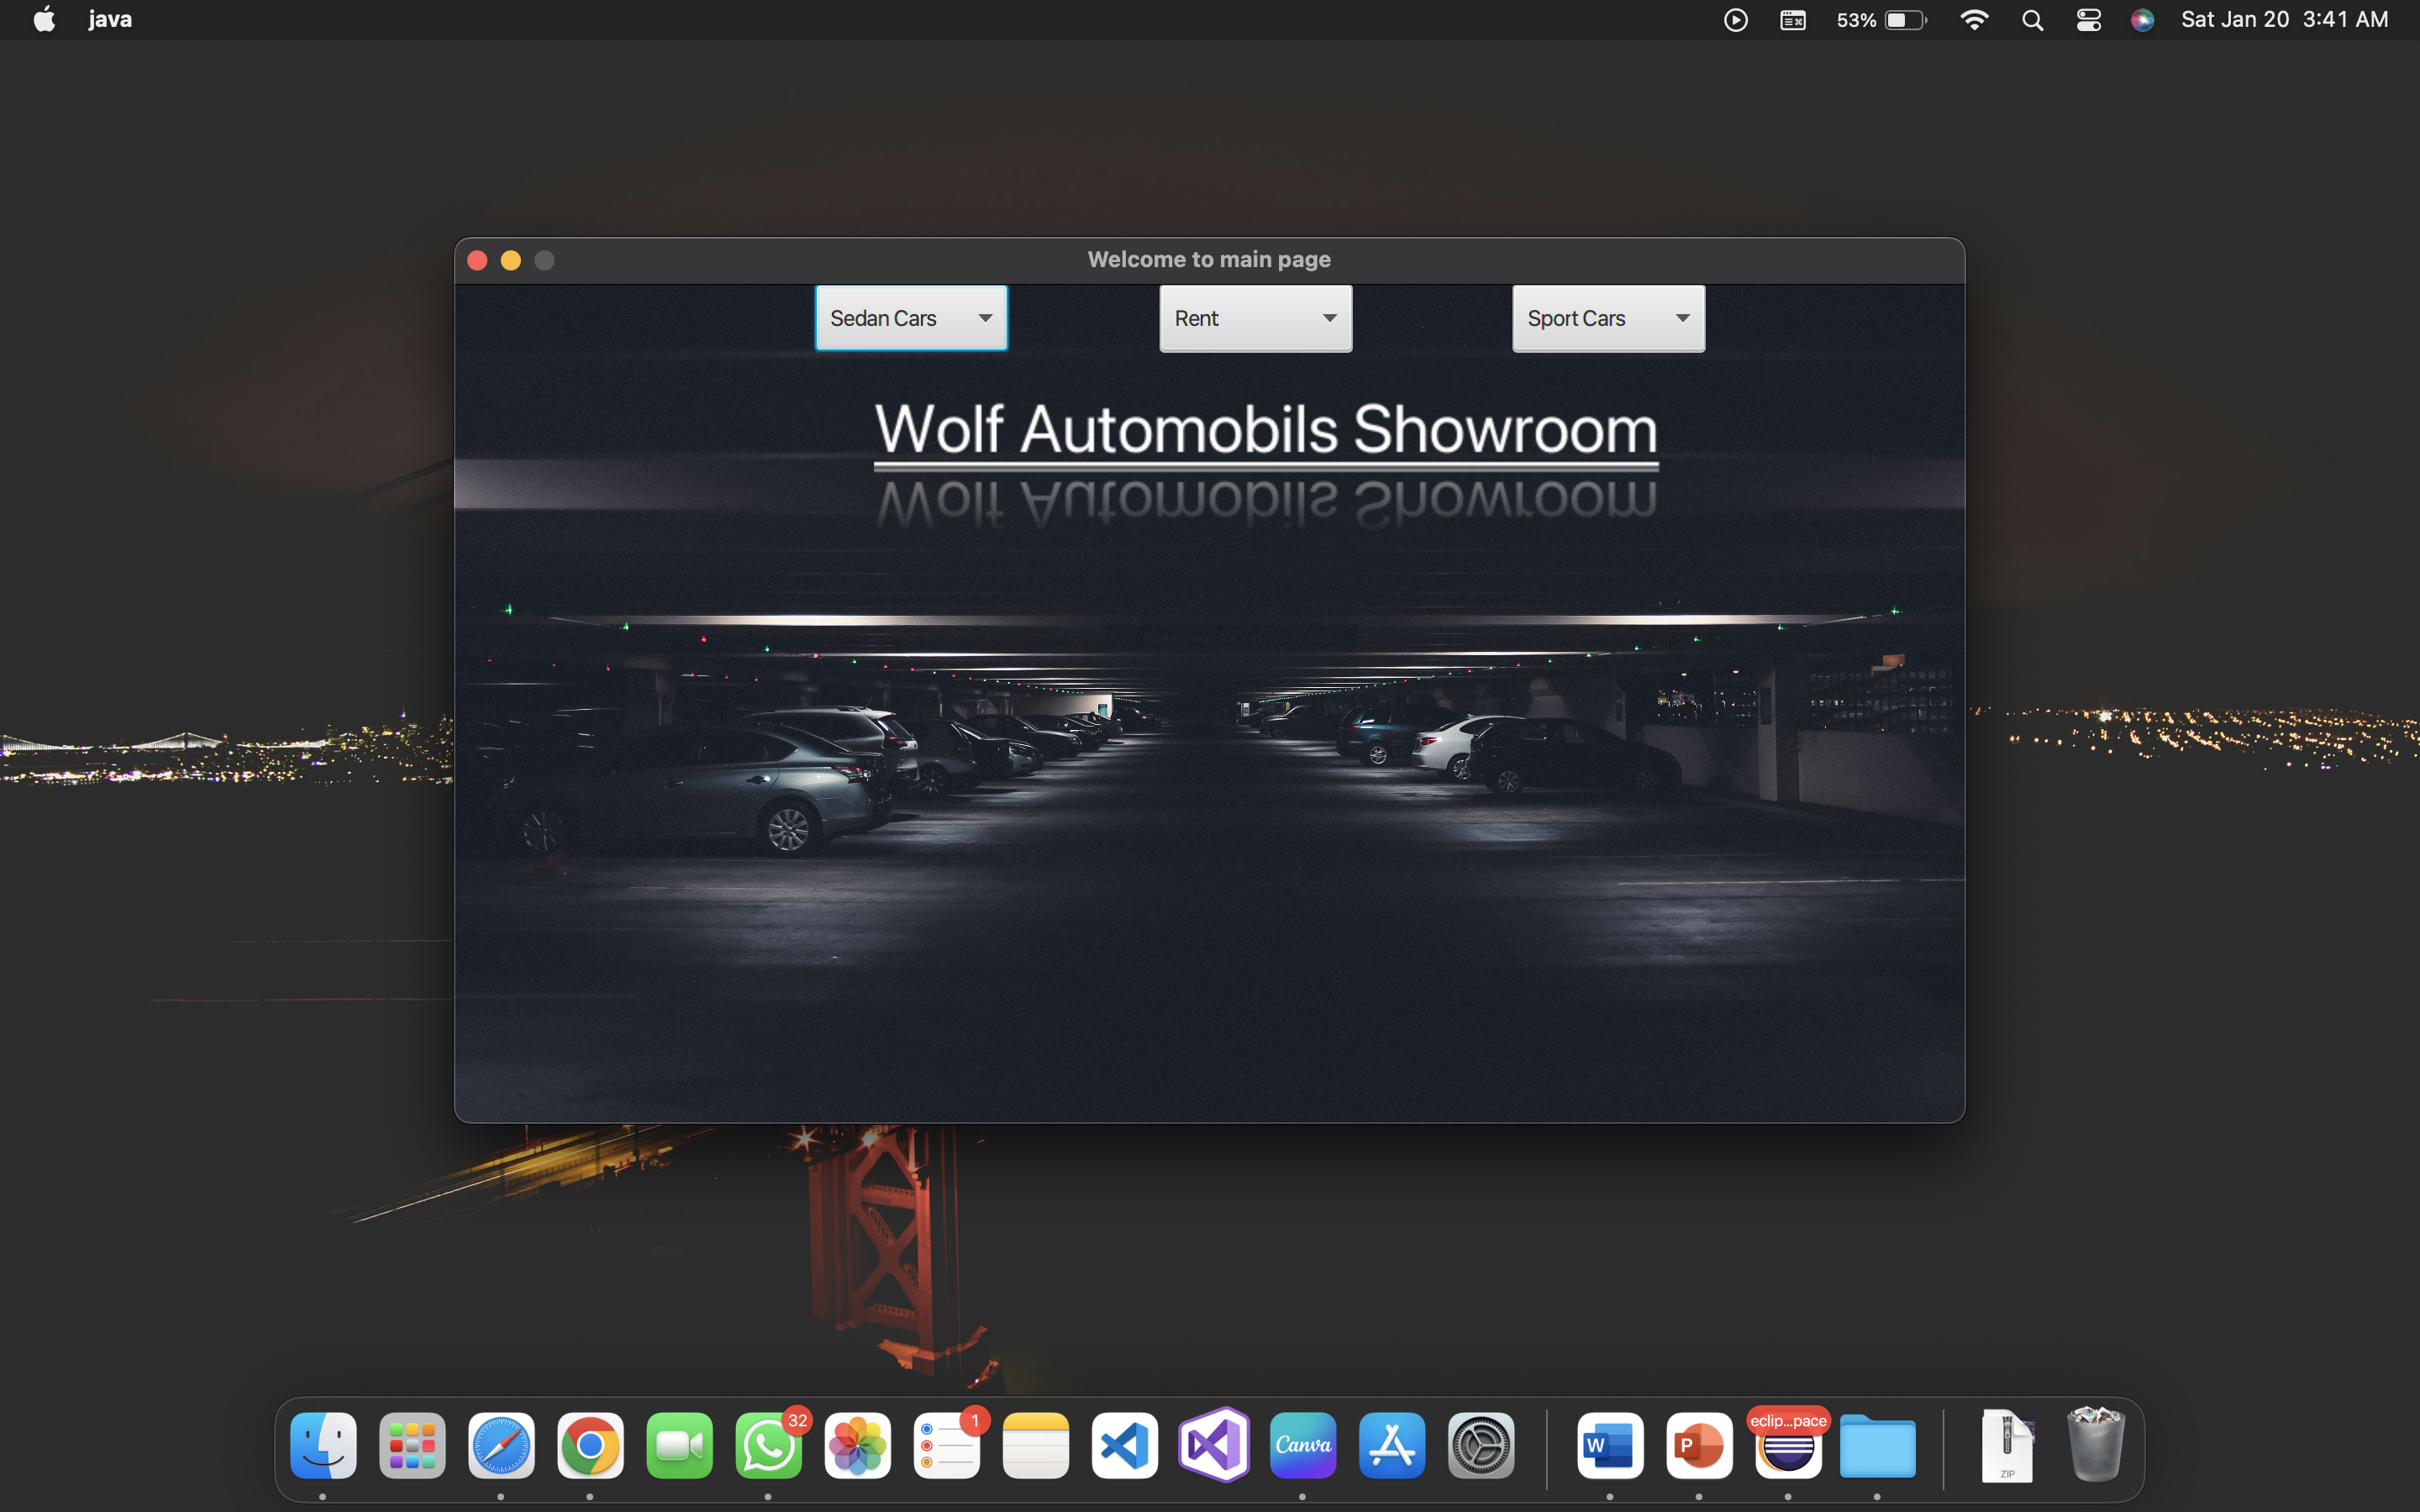 java
53%
Sat Jan 20 3:41 AM
Welcome to main page
Sedan Cars
Rent
Sport Cars
Wolf Automobils Showroom
Wolf Automobils Showroom
32
1
Canva
W
P
eclip...pace
ZIP